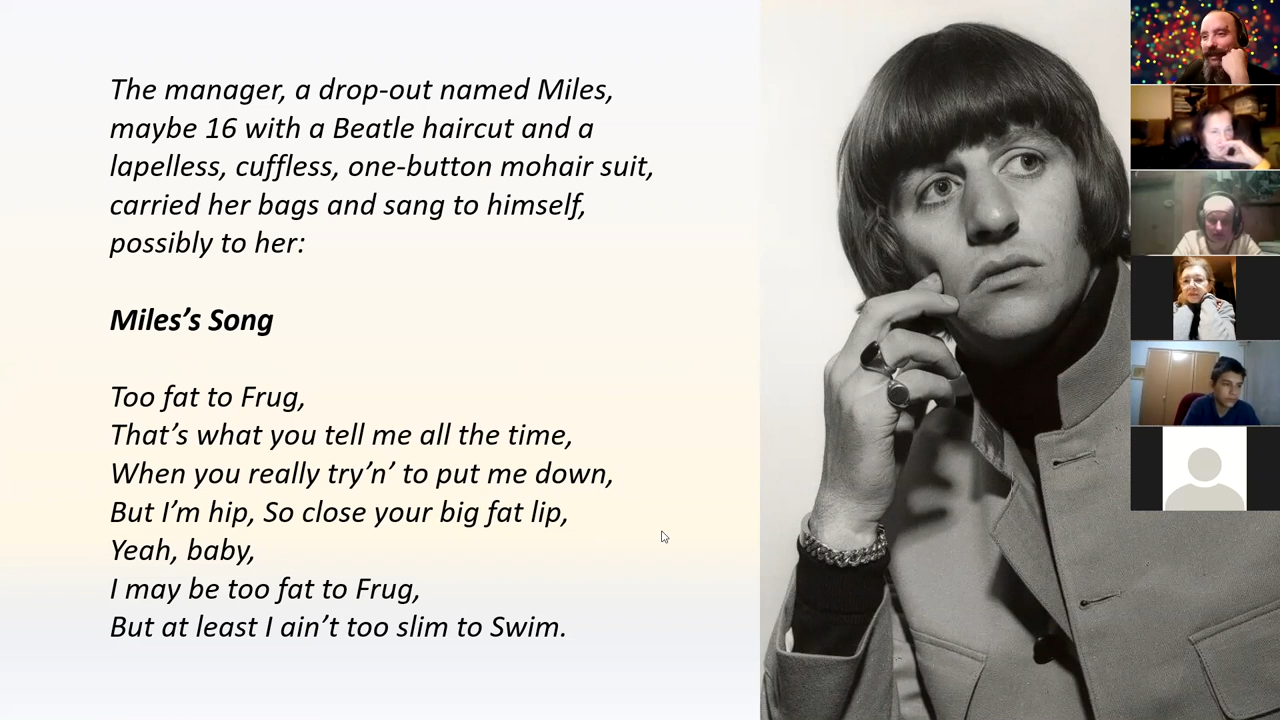 The manager, a drop-out named Miles,
maybe 16 with a Beatle haircut and a
lapelless, cuffless, one-button mohair suit,
carried her bags and sang to himself,
possibly to her:
Miles’s Song
Too fat to Frug,
That’s what you tell me all the time,
When you really try’n’ to put me down,
But I’m hip, So close your big fat lip,
Yeah, baby,
I may be too fat to Frug,
But at least I ain’t too slim to Swim.